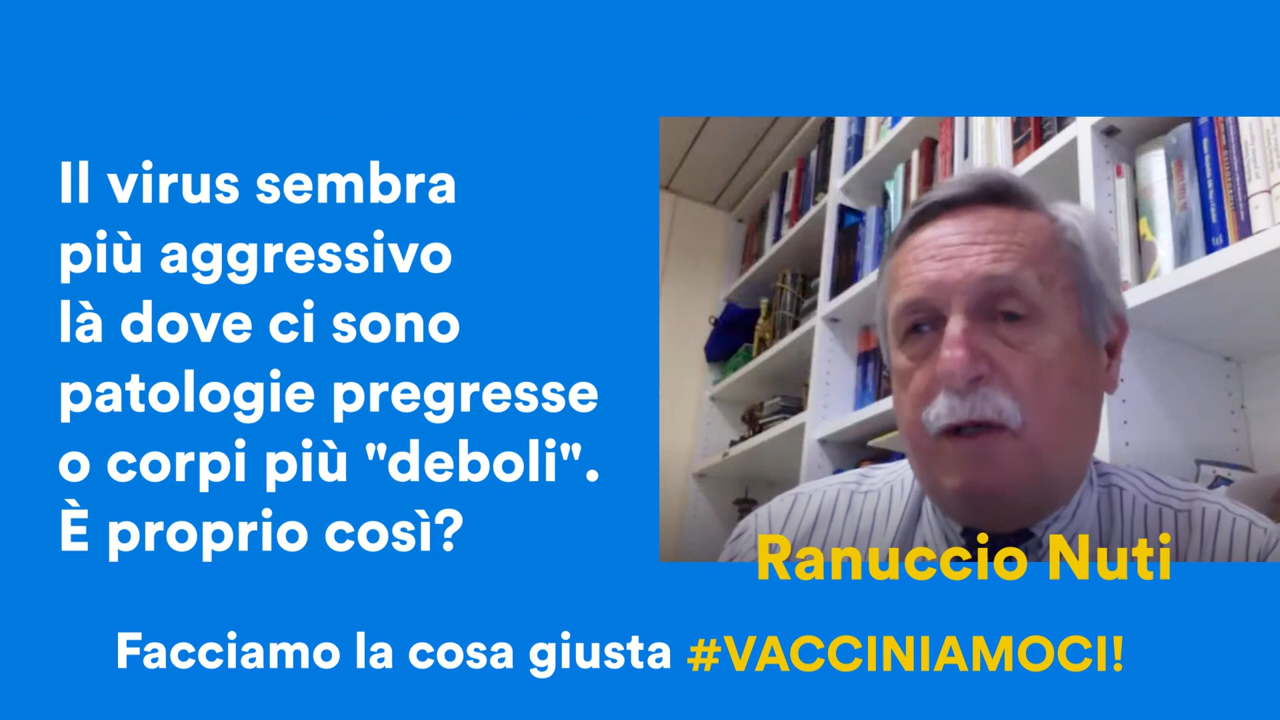 Il virus sembra
più aggressivo
là dove ci sono
patologie pregresse
o corpi più "deboli".
È proprio così?
Ranuccio Nuti
Facciamo la cosa giusta #VACCINIAMOCI!